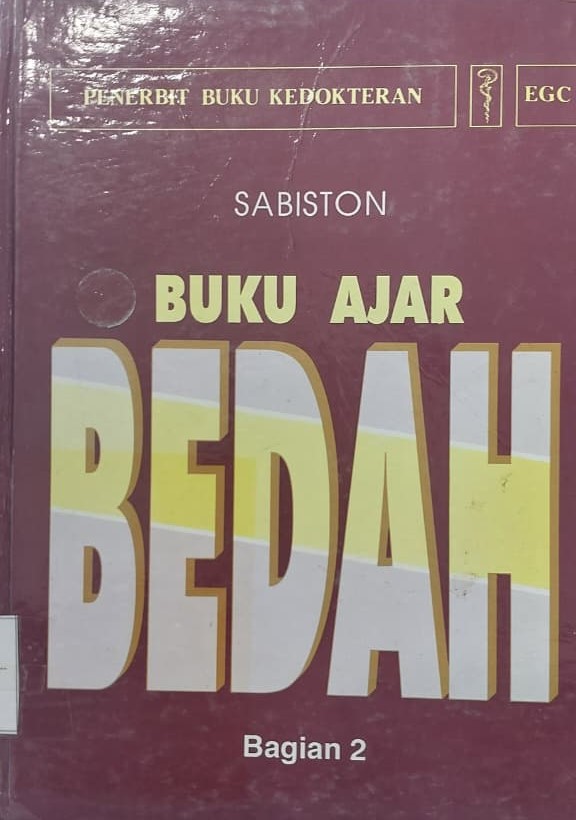 PENERBIT BUKU KEDOKTERAN
EGC
SABISTON
BUKU AJAR
BEDAH
Bagian 2